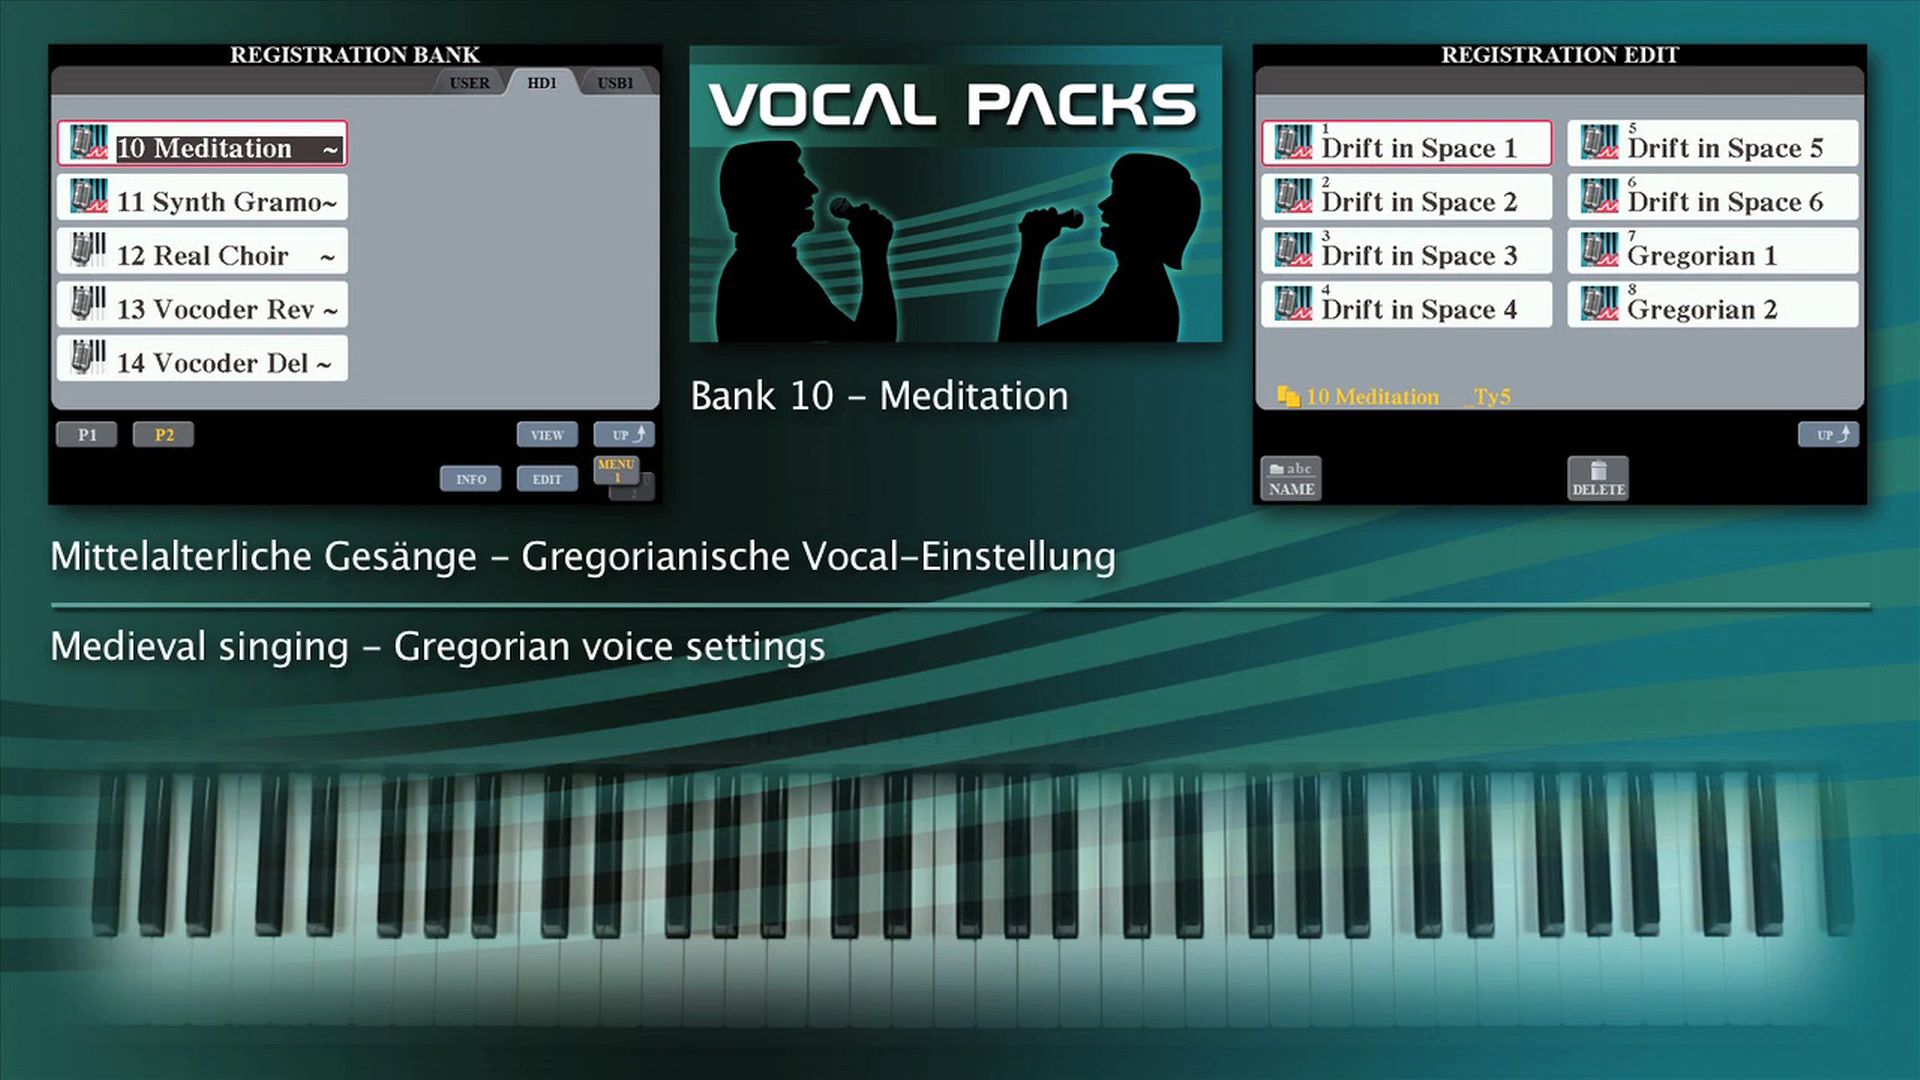 REGISTRATION BANK
USER HD1 USB1
10 Meditation ~
11 Synth Gramo~
12 Real Choir ~
13 Vocoder Rev ~
14 Vocoder Del ~
P1 P2 VIEW UP
INFO EDIT MENU
1
2
VOCAL PACKS
Bank 10 – Meditation
REGISTRATION EDIT
1 Drift in Space 1
2 Drift in Space 2
3 Drift in Space 3
4 Drift in Space 4
5 Drift in Space 5
6 Drift in Space 6
7 Gregorian 1
8 Gregorian 2
10 Meditation _Ty5
UP
abc
NAME DELETE
Mittelalterliche Gesänge – Gregorianische Vocal-Einstellung
Medieval singing – Gregorian voice settings